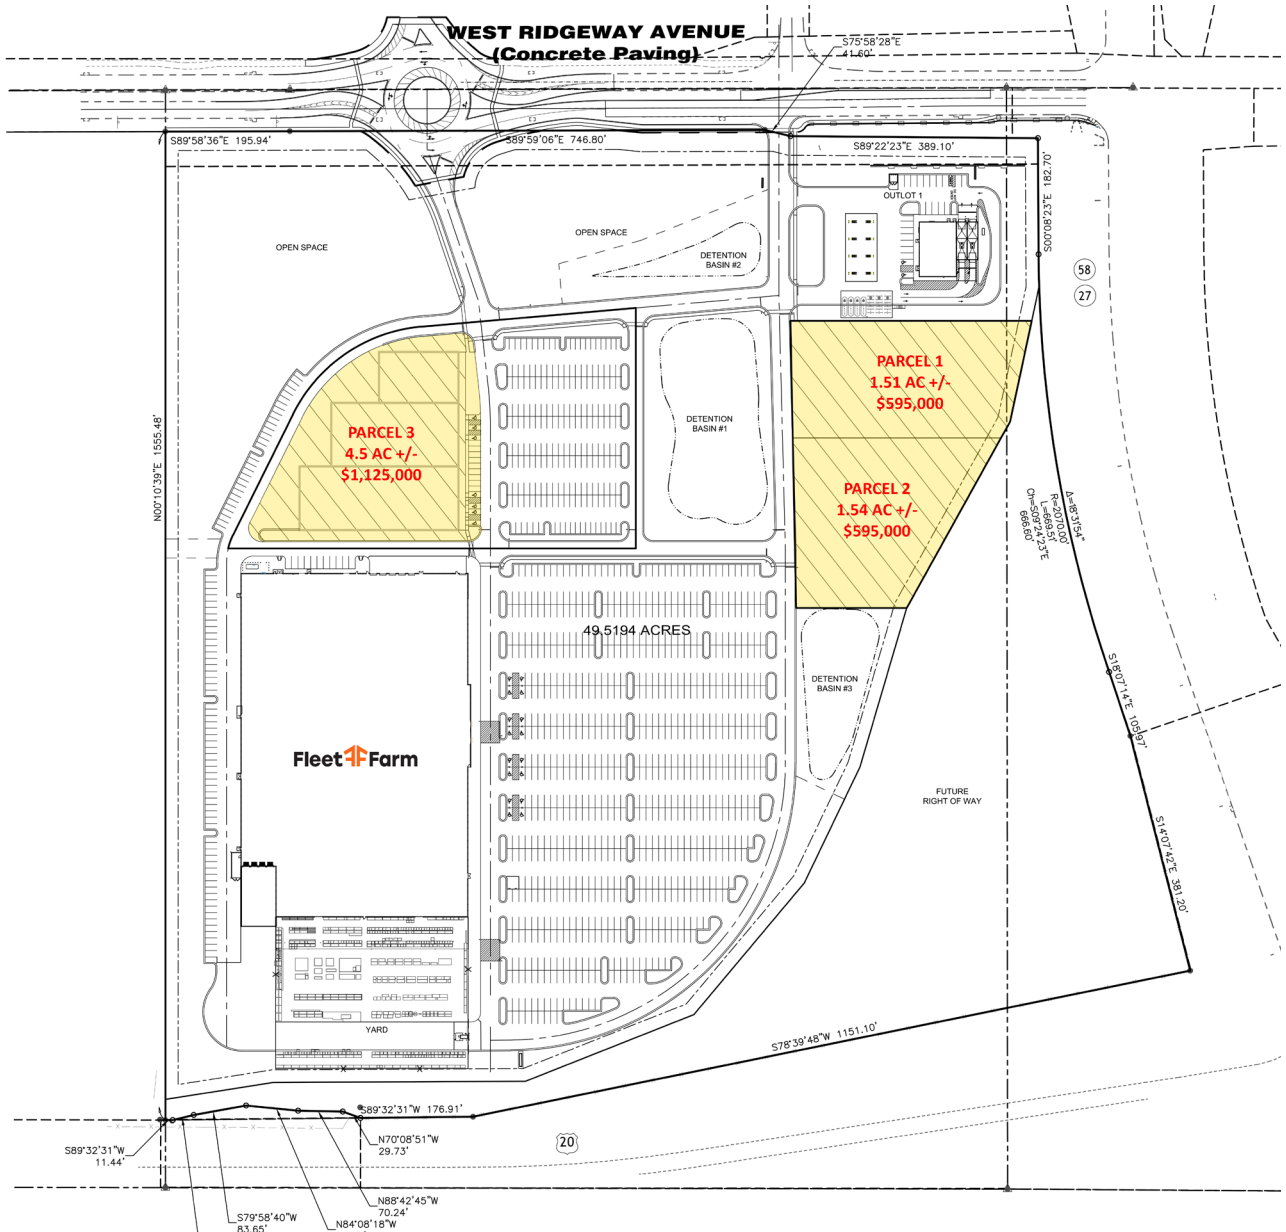 WEST RIDGEWAY AVENUE
(Concrete Paving)
S75°58'28"E
41.60'
S89°58'36"E 195.94'
S89°59'06"E 746.80'
S89°22'23"E 389.10'
S00°08'23"E 182.70'
OUTLOT 1
OPEN SPACE
OPEN SPACE
DETENTION
BASIN #2
58
27
PARCEL 1
1.51 AC +/-
$595,000
PARCEL 3
4.5 AC +/-
$1,125,000
DETENTION
BASIN #1
N00°10'39"E 1555.48'
PARCEL 2
1.54 AC +/-
$595,000
Δ=18°31'54"
R=2070.00'
L=669.51'
Ch=S09°24'23"E
666.60'
49.5194 ACRES
DETENTION
BASIN #3
S18°07'14"E 105.97'
Fleet Farm
FUTURE
RIGHT OF WAY
S14°07'42"E 381.20'
YARD
S78°39'48"W 1151.10'
S89°32'31"W 176.91'
S89°32'31"W
11.44'
N70°08'51"W
29.73'
20
N88°42'45"W
70.24'
S79°58'40"W
83.65'
N84°08'18"W